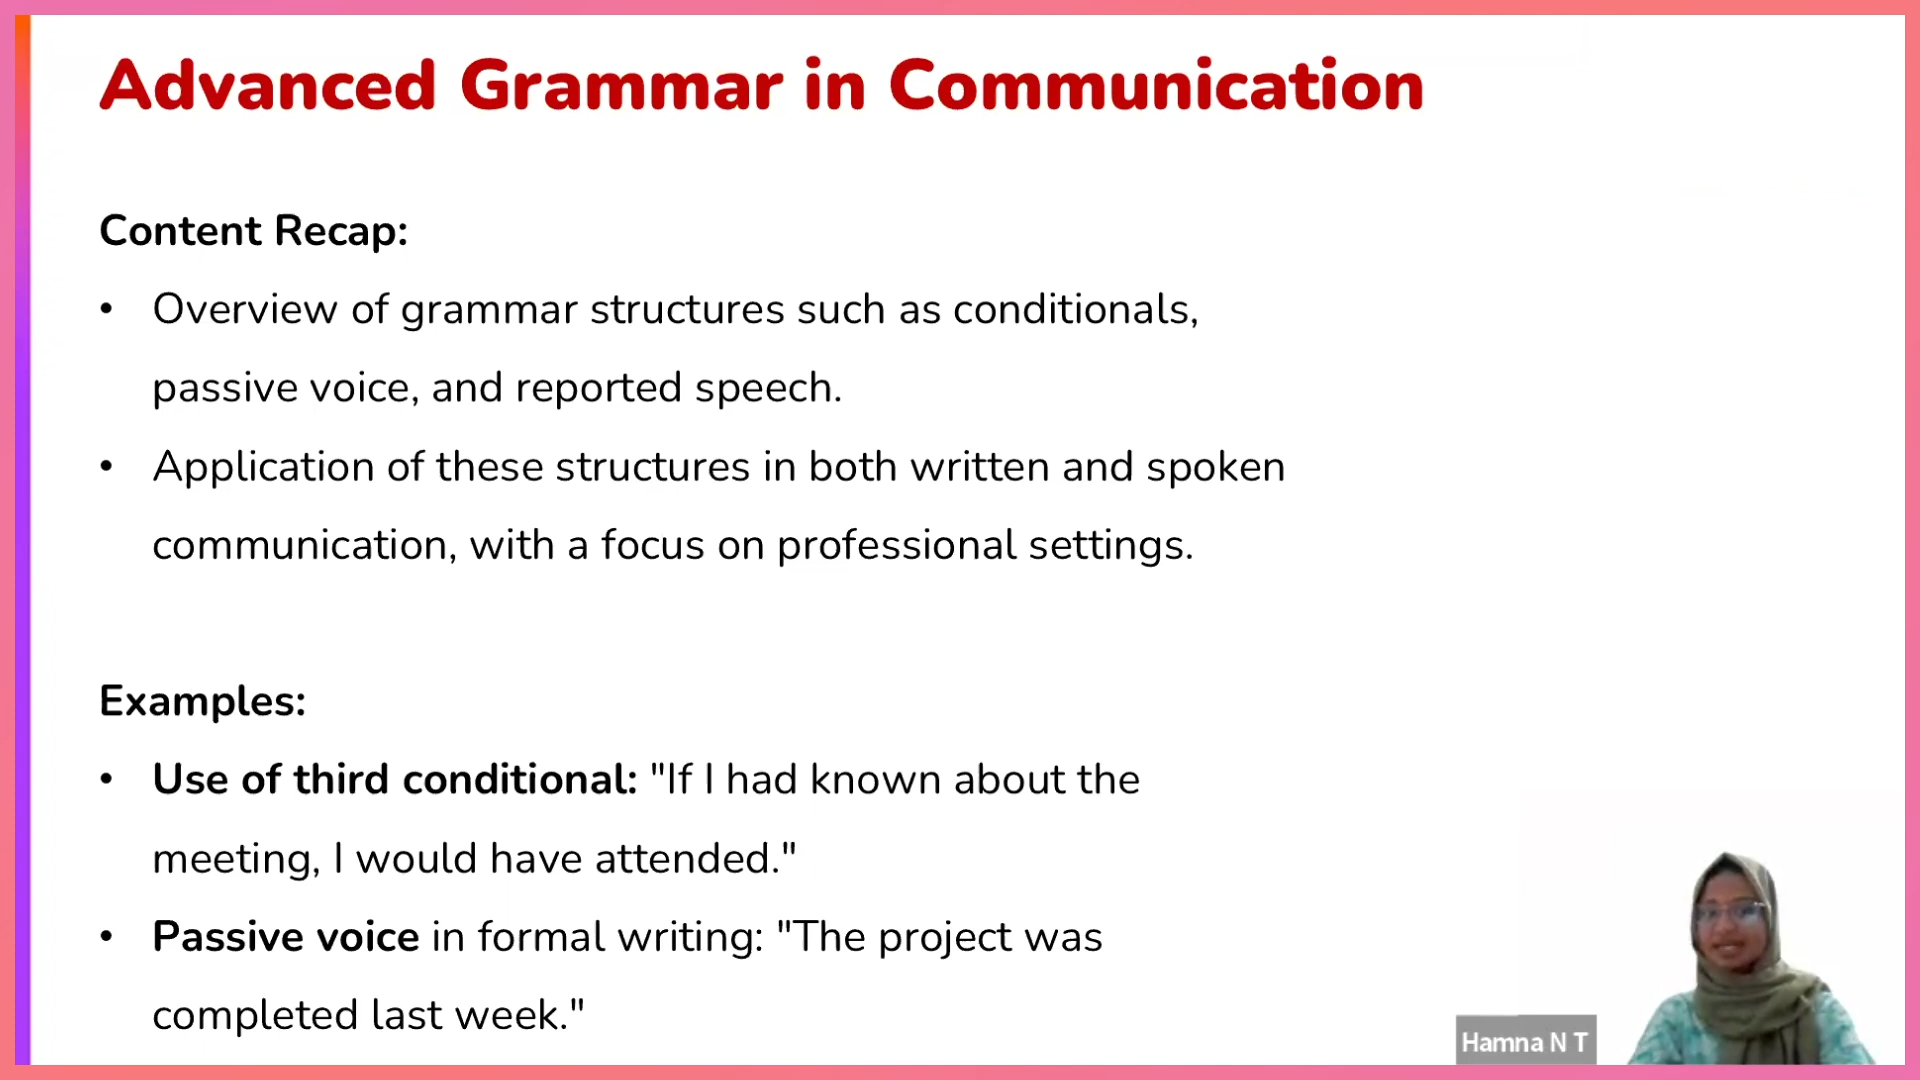 Advanced Grammar in Communication
Content Recap:
• Overview of grammar structures such as conditionals,
passive voice, and reported speech.
• Application of these structures in both written and spoken
communication, with a focus on professional settings.
Examples:
• Use of third conditional: "If I had known about the
meeting, I would have attended."
• Passive voice in formal writing: "The project was
completed last week."
Hamna N T